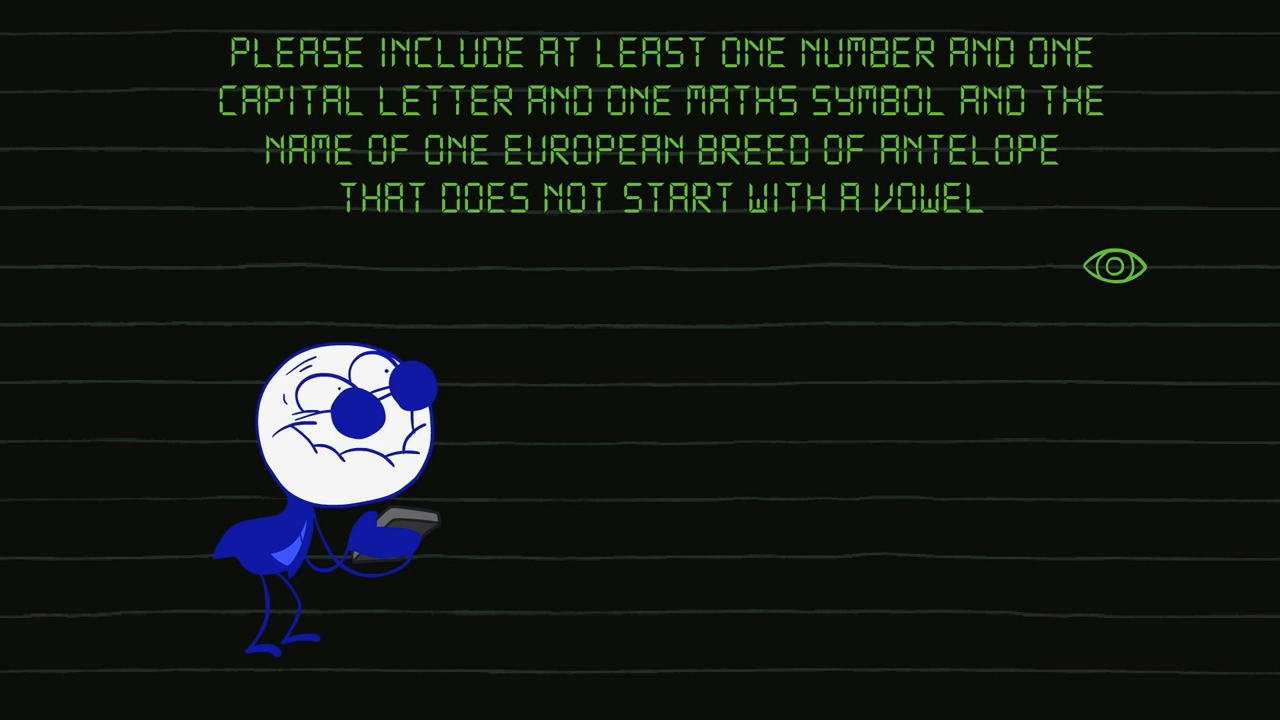 PLEASE INCLUDE AT LEAST ONE NUMBER AND ONE
CAPITAL LETTER AND ONE MATHS SYMBOL AND THE
NAME OF ONE EUROPEAN BREED OF ANTELOPE
THAT DOES NOT START WITH A VOWEL